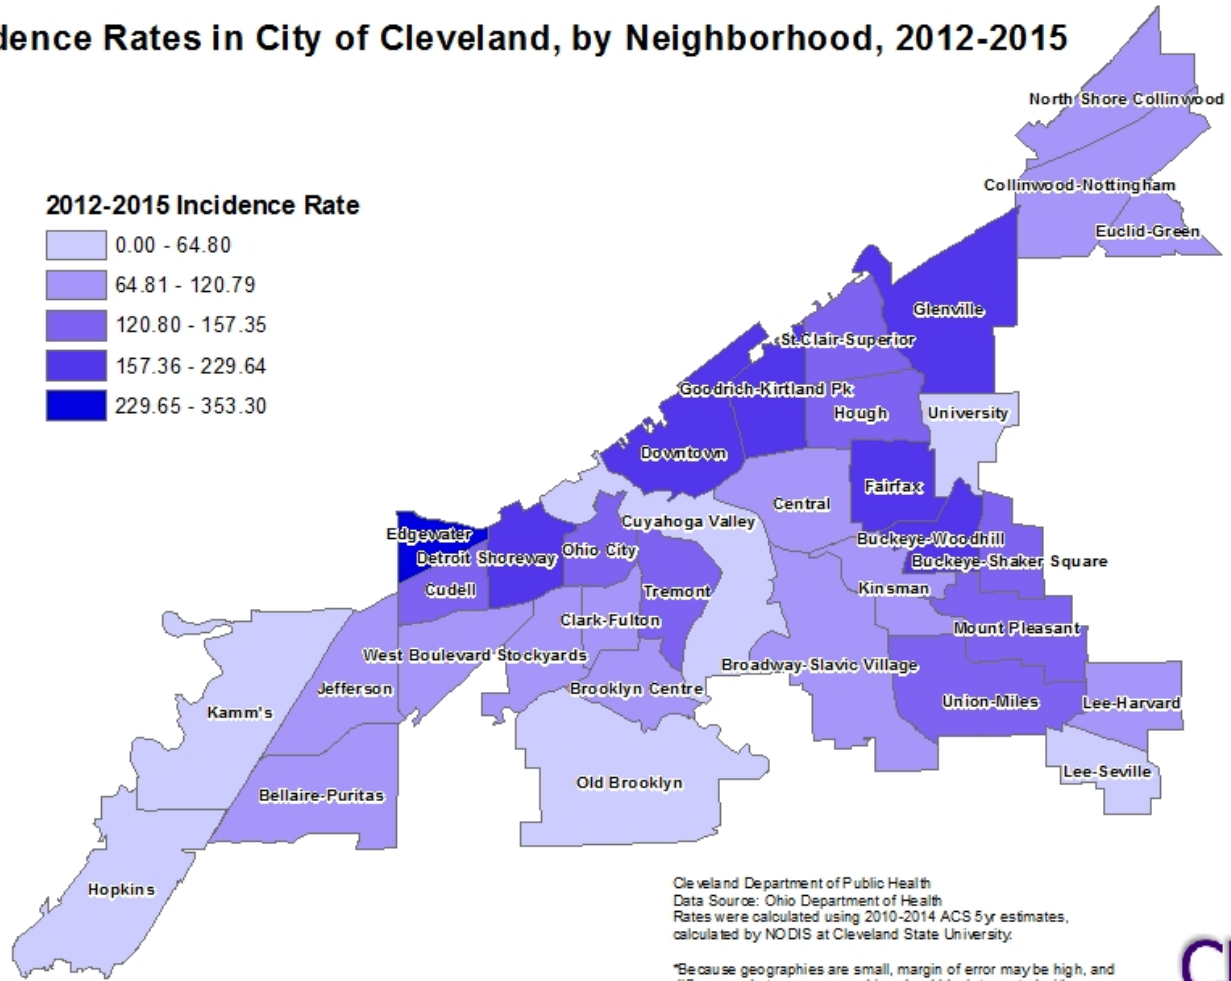 dence Rates in City of Cleveland, by Neighborhood, 2012-2015
2012-2015 Incidence Rate
0.00 - 64.80
64.81 - 120.79
120.80 - 157.35
157.36 - 229.64
229.65 - 353.30
North Shore Collinwood
Collinwood-Nottingham
Euclid-Green
Glenville
St.Clair-Superior
Goodrich-Kirtland Pk
Hough
University
Downtown
Fairfax
Central
Cuyahoga Valley
Edgewater
Buckeye-Woodhill
Detroit Shoreway
Ohio City
Buckeye-Shaker Square
Cudell
Tremont
Kinsman
Clark-Fulton
Mount Pleasant
West Boulevard
Stockyards
Broadway-Slavic Village
Jefferson
Brooklyn Centre
Union-Miles
Lee-Harvard
Kamm's
Lee-Seville
Old Brooklyn
Bellaire-Puritas
Hopkins
Cleveland Department of Public Health
Data Source: Ohio Department of Health
Rates were calculated using 2010-2014 ACS 5yr estimates,
calculated by NODIS at Cleveland State University.
*Because geographies are small, margin of error may be high, and